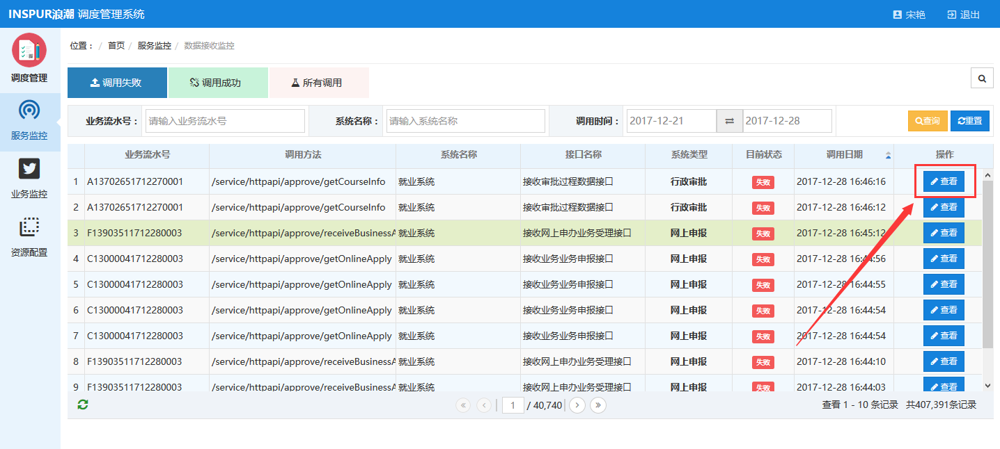 INSPUR浪潮 调度管理系统
宋艳 退出
调度管理
服务监控
业务监控
资源配置
位置： / 首页 / 服务监控 / 数据接收监控
调用失败 调用成功 所有调用
业务流水号： 请输入业务流水号 系统名称： 请输入系统名称 调用时间： 2017-12-21 2017-12-28 查询 重置
业务流水号 调用方法 系统名称 接口名称 系统类型 目前状态 调用日期 操作
1 A13702651712270001 /service/httpapi/approve/getCourseInfo 就业系统 接收审批过程数据接口 行政审批 失败 2017-12-28 16:46:16 查看
2 A13702651712270001 /service/httpapi/approve/getCourseInfo 就业系统 接收审批过程数据接口 行政审批 失败 2017-12-28 16:46:12 查看
3 F13903511712280003 /service/httpapi/approve/receiveBusinessA 就业系统 接收网上申办业务受理接口 网上申报 失败 2017-12-28 16:45:12 查看
4 C13000041712280003 /service/httpapi/approve/getOnlineApply 就业系统 接收业务业务申报接口 网上申报 失败 2017-12-28 16:44:56 查看
5 C13000041712280003 /service/httpapi/approve/getOnlineApply 就业系统 接收业务业务申报接口 网上申报 失败 2017-12-28 16:44:55 查看
6 C13000041712280003 /service/httpapi/approve/getOnlineApply 就业系统 接收业务业务申报接口 网上申报 失败 2017-12-28 16:44:54 查看
7 C13000041712280003 /service/httpapi/approve/getOnlineApply 就业系统 接收业务业务申报接口 网上申报 失败 2017-12-28 16:44:54 查看
8 F13903511712280003 /service/httpapi/approve/receiveBusinessA 就业系统 接收网上申办业务受理接口 网上申报 失败 2017-12-28 16:44:10 查看
9 F13903511712280003 /service/httpapi/approve/receiveBusinessA 就业系统 接收网上申办业务受理接口 网上申报 失败 2017-12-28 16:44:03 查看
1 / 40,740 查看 1 - 10 条记录 共407,391条记录